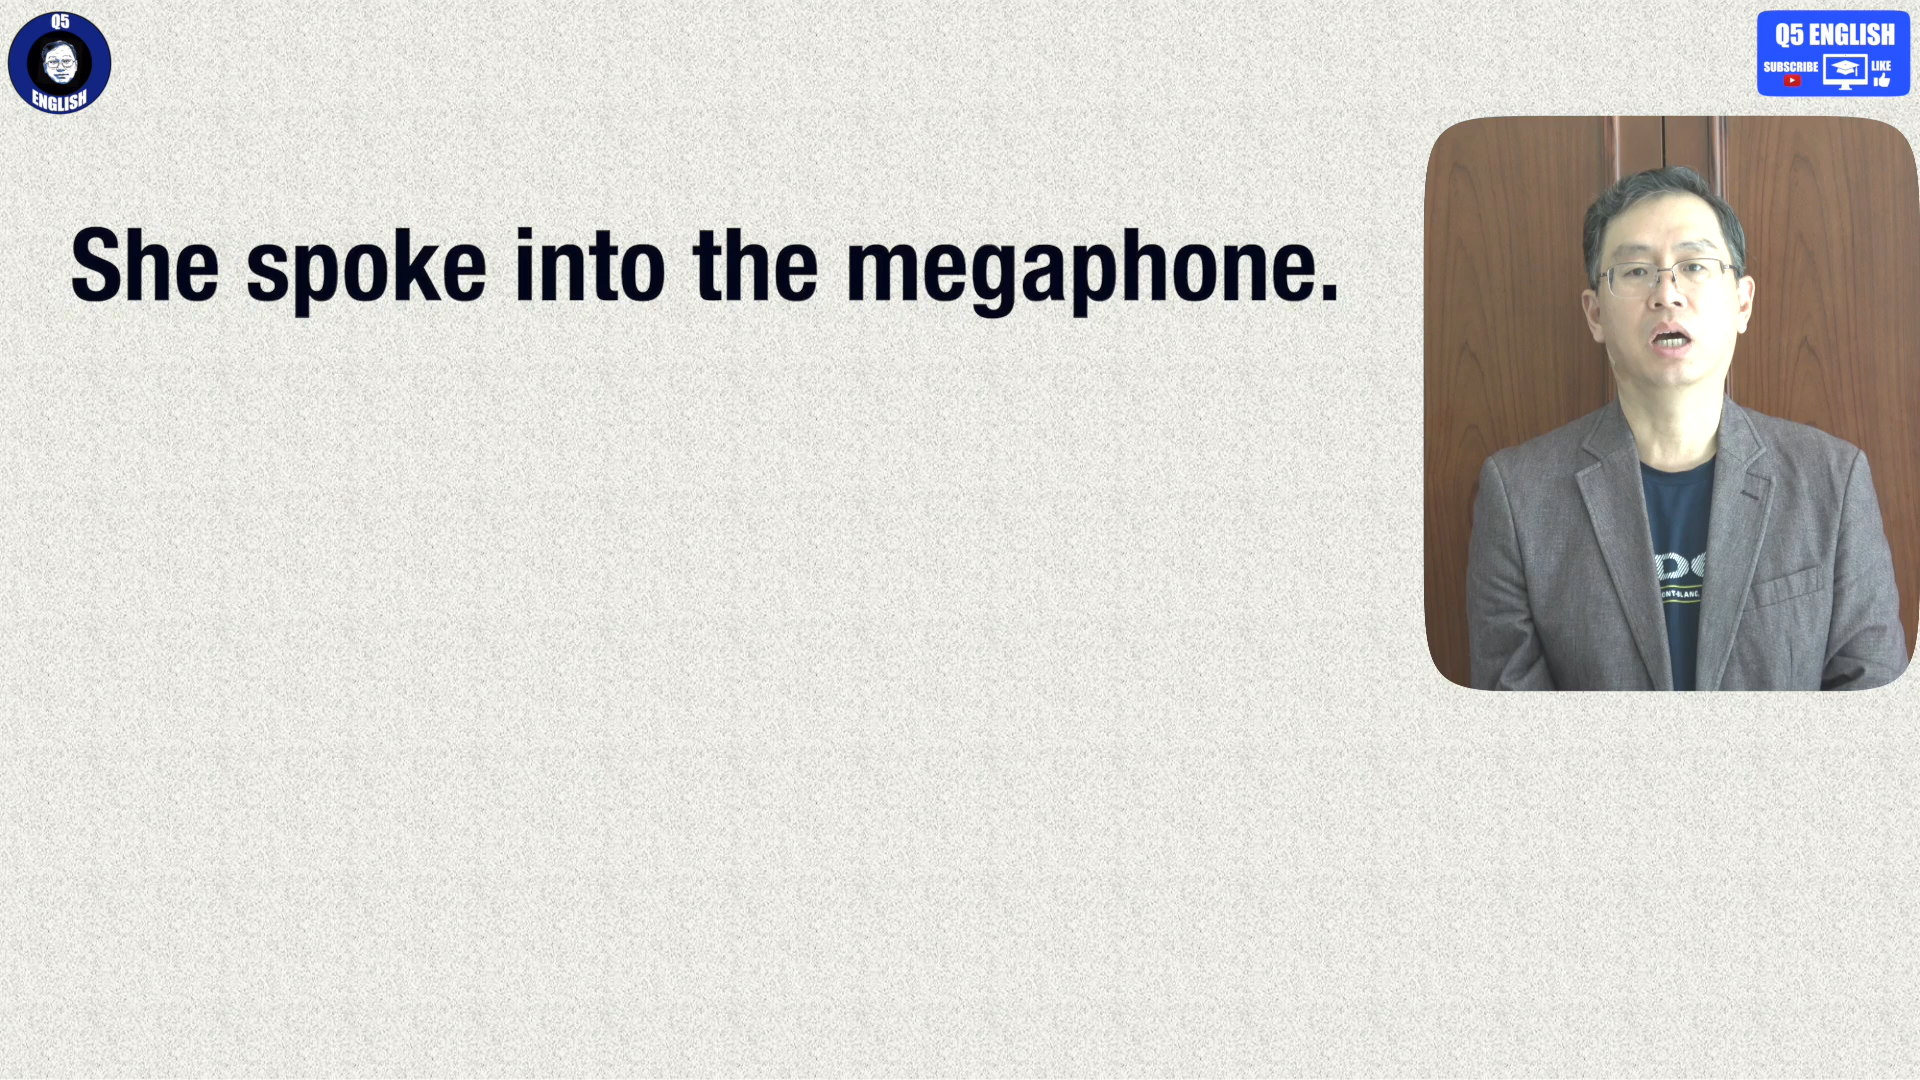 Q5
ENGLISH
Q5 ENGLISH
SUBSCRIBE
LIKE
She spoke into the megaphone.